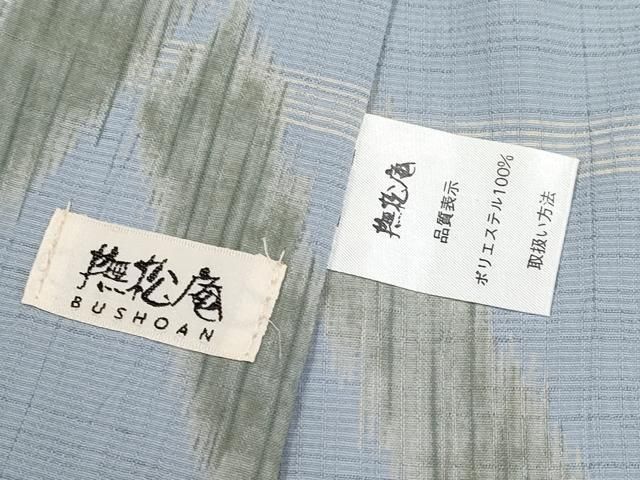 撫松庵
BUSHOAN
撫松庵
品質表示
ポリエステル100%
取扱い方法